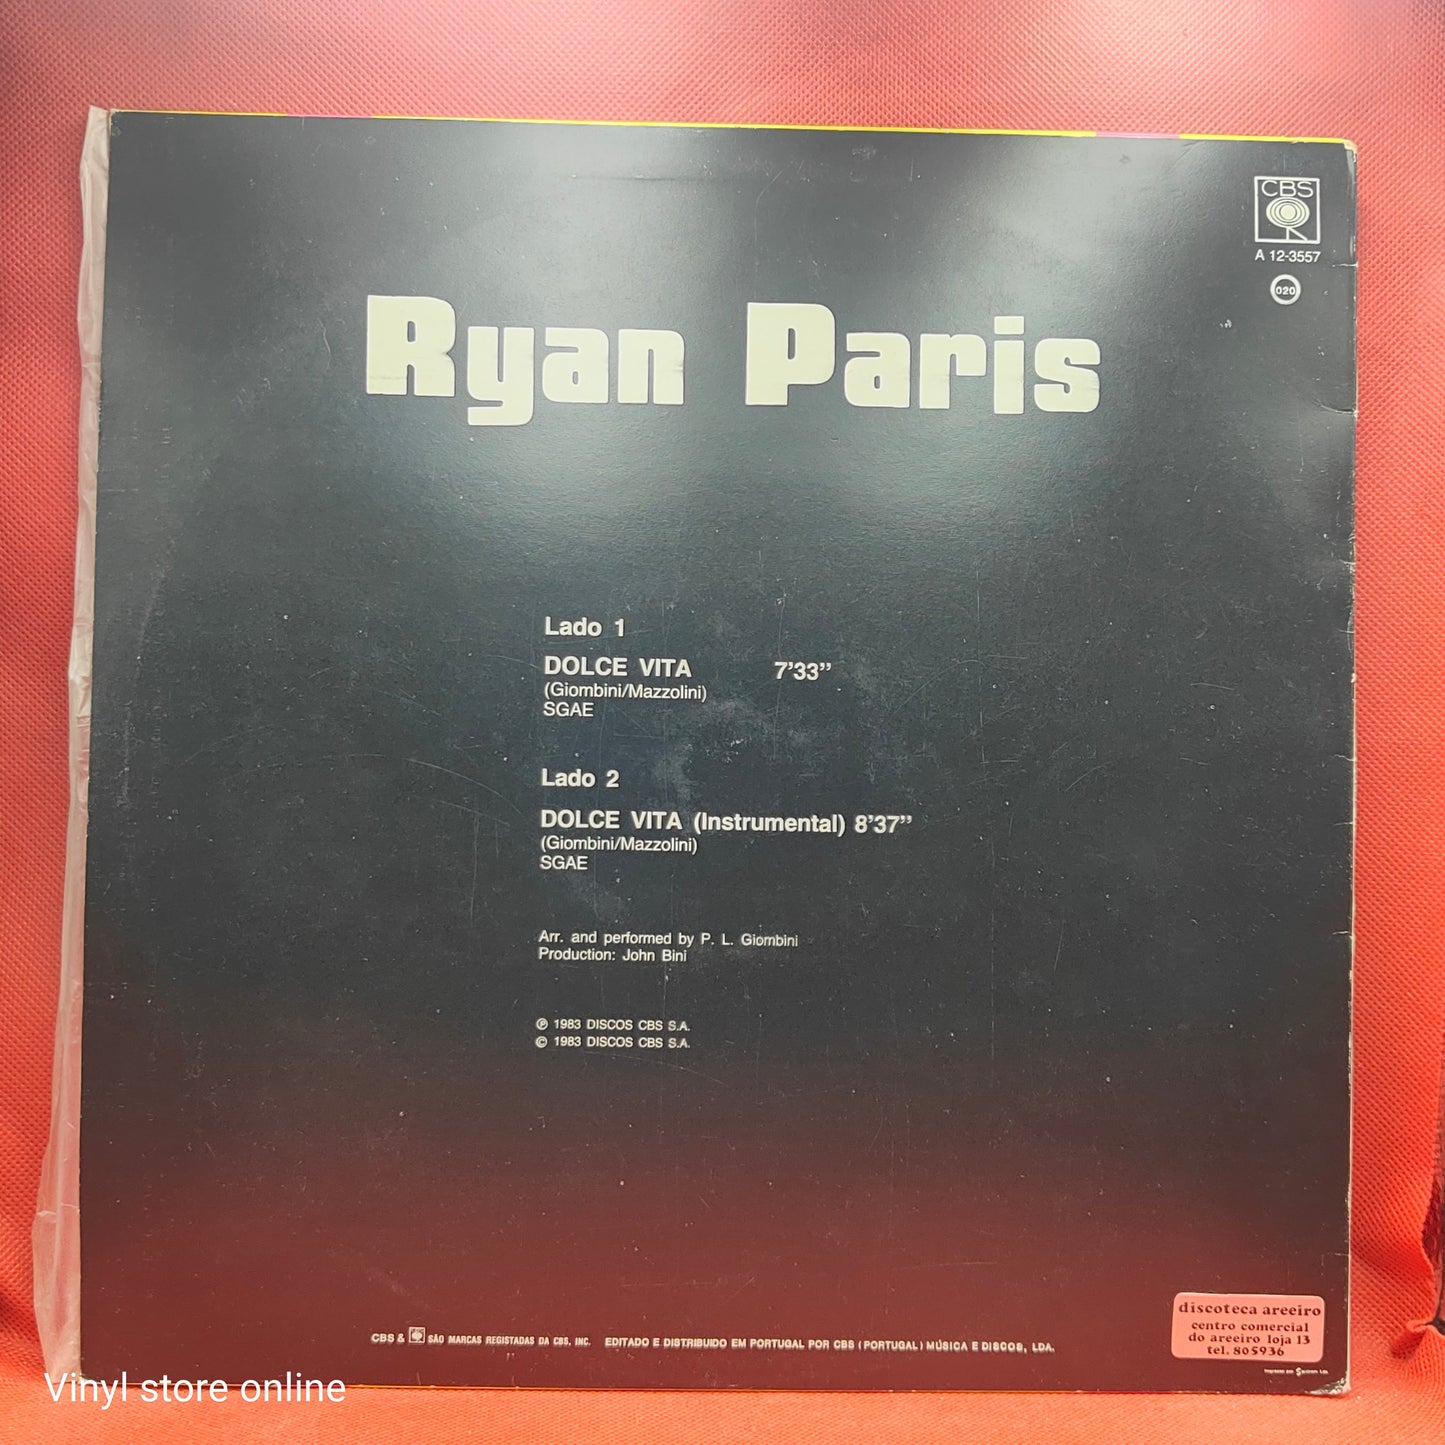 CBS
A 12-3557
020
Ryan Paris
Lado 1
DOLCE VITA 7'33''
(Giombini/Mazzolini)
SGAE
Lado 2
DOLCE VITA (Instrumental) 8'37''
(Giombini/Mazzolini)
SGAE
Arr. and performed by P. L. Giombini
Production: John Bini
℗ 1983 DISCOS CBS S.A.
© 1983 DISCOS CBS S.A.
CBS & SÃO MARCAS REGISTADAS DA CBS, INC. EDITADO E DISTRIBUIDO EM PORTUGAL POR CBS (PORTUGAL) MÚSICA E DISCOS, LDA.
discoteca areeiro
centro comercial
do areeiro loja 13
tel. 805936
Vinyl store online